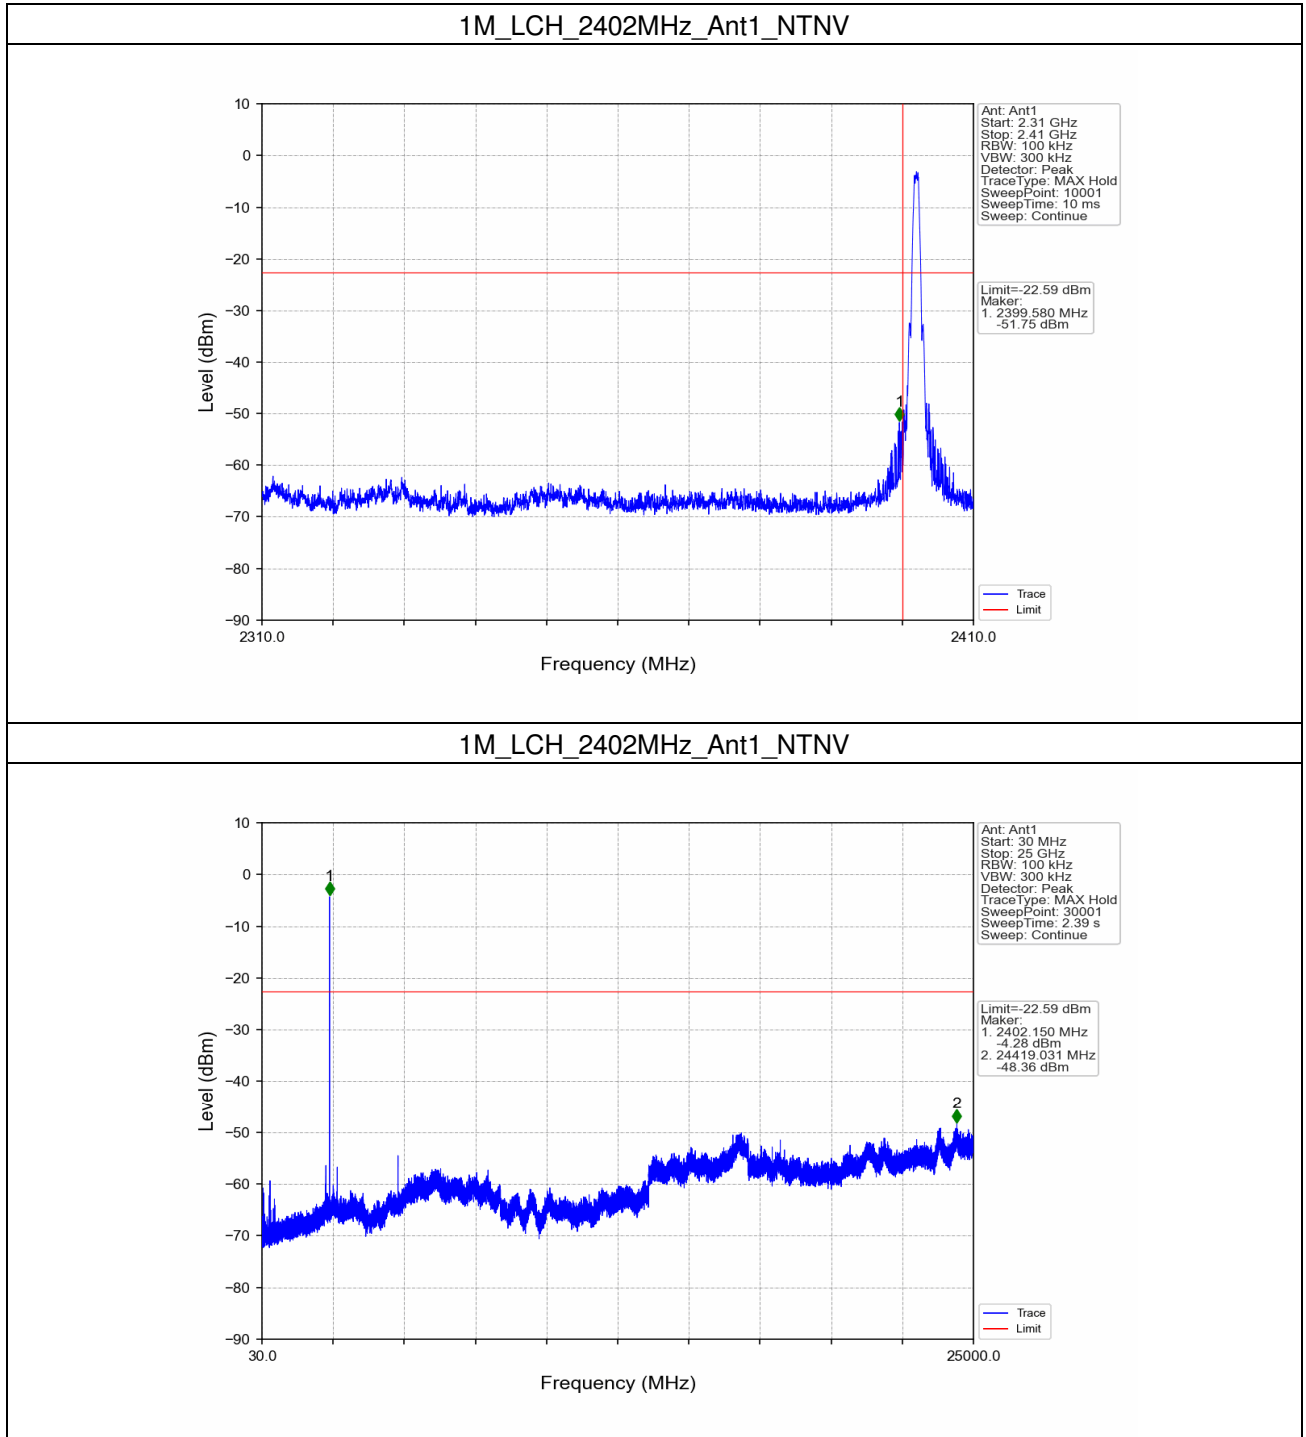 1M_LCH_2402MHz_Ant1_NTNV
10
0
−10
−20
−30
−40
−50
−60
−70
−80
−90
Level (dBm)
1
2310.0
2410.0
Frequency (MHz)
Ant: Ant1
Start: 2.31 GHz
Stop: 2.41 GHz
RBW: 100 kHz
VBW: 300 kHz
Detector: Peak
TraceType: MAX Hold
SweepPoint: 10001
SweepTime: 10 ms
Sweep: Continue
Limit=-22.59 dBm
Maker:
1. 2399.580 MHz
-51.75 dBm
Trace
Limit
1M_LCH_2402MHz_Ant1_NTNV
10
0
−10
−20
−30
−40
−50
−60
−70
−80
−90
Level (dBm)
1
2
30.0
25000.0
Frequency (MHz)
Ant: Ant1
Start: 30 MHz
Stop: 25 GHz
RBW: 100 kHz
VBW: 300 kHz
Detector: Peak
TraceType: MAX Hold
SweepPoint: 30001
SweepTime: 2.39 s
Sweep: Continue
Limit=-22.59 dBm
Maker:
1. 2402.150 MHz
-4.28 dBm
2. 24419.031 MHz
-48.36 dBm
Trace
Limit